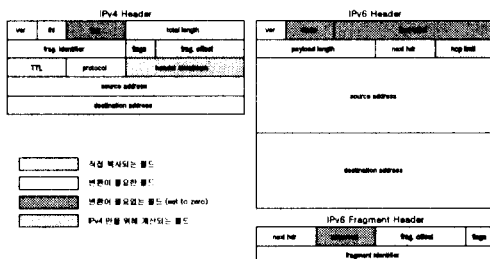 IPv4 Header
ver
total length
frag. identifier
flags
frag. offset
TTL
protocol
header checksum
source address
destination address
직접 복사되는 필드
변환이 필요한 필드
변환이 필요없는 필드 (set to zero)
IPv4 만을 위해 계산되는 필드
IPv6 Header
ver
payload length
next hdr
hop limit
source address
destination address
IPv6 Fragment Header
next hdr
frag. offset
flags
fragment identifier